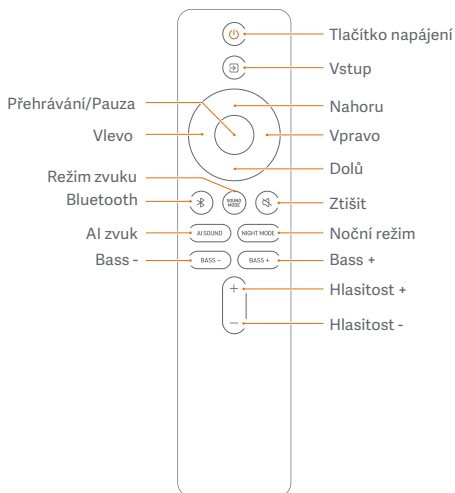 Tlačítko napájení
Vstup
Přehrávání/Pauza
Nahoru
Vlevo
Vpravo
Dolů
Režim zvuku
Bluetooth
SOUND
MODE
Ztišit
AI zvuk
AI SOUND
NIGHT MODE
Noční režim
Bass -
BASS −
BASS +
Bass +
+
Hlasitost +
−
Hlasitost -